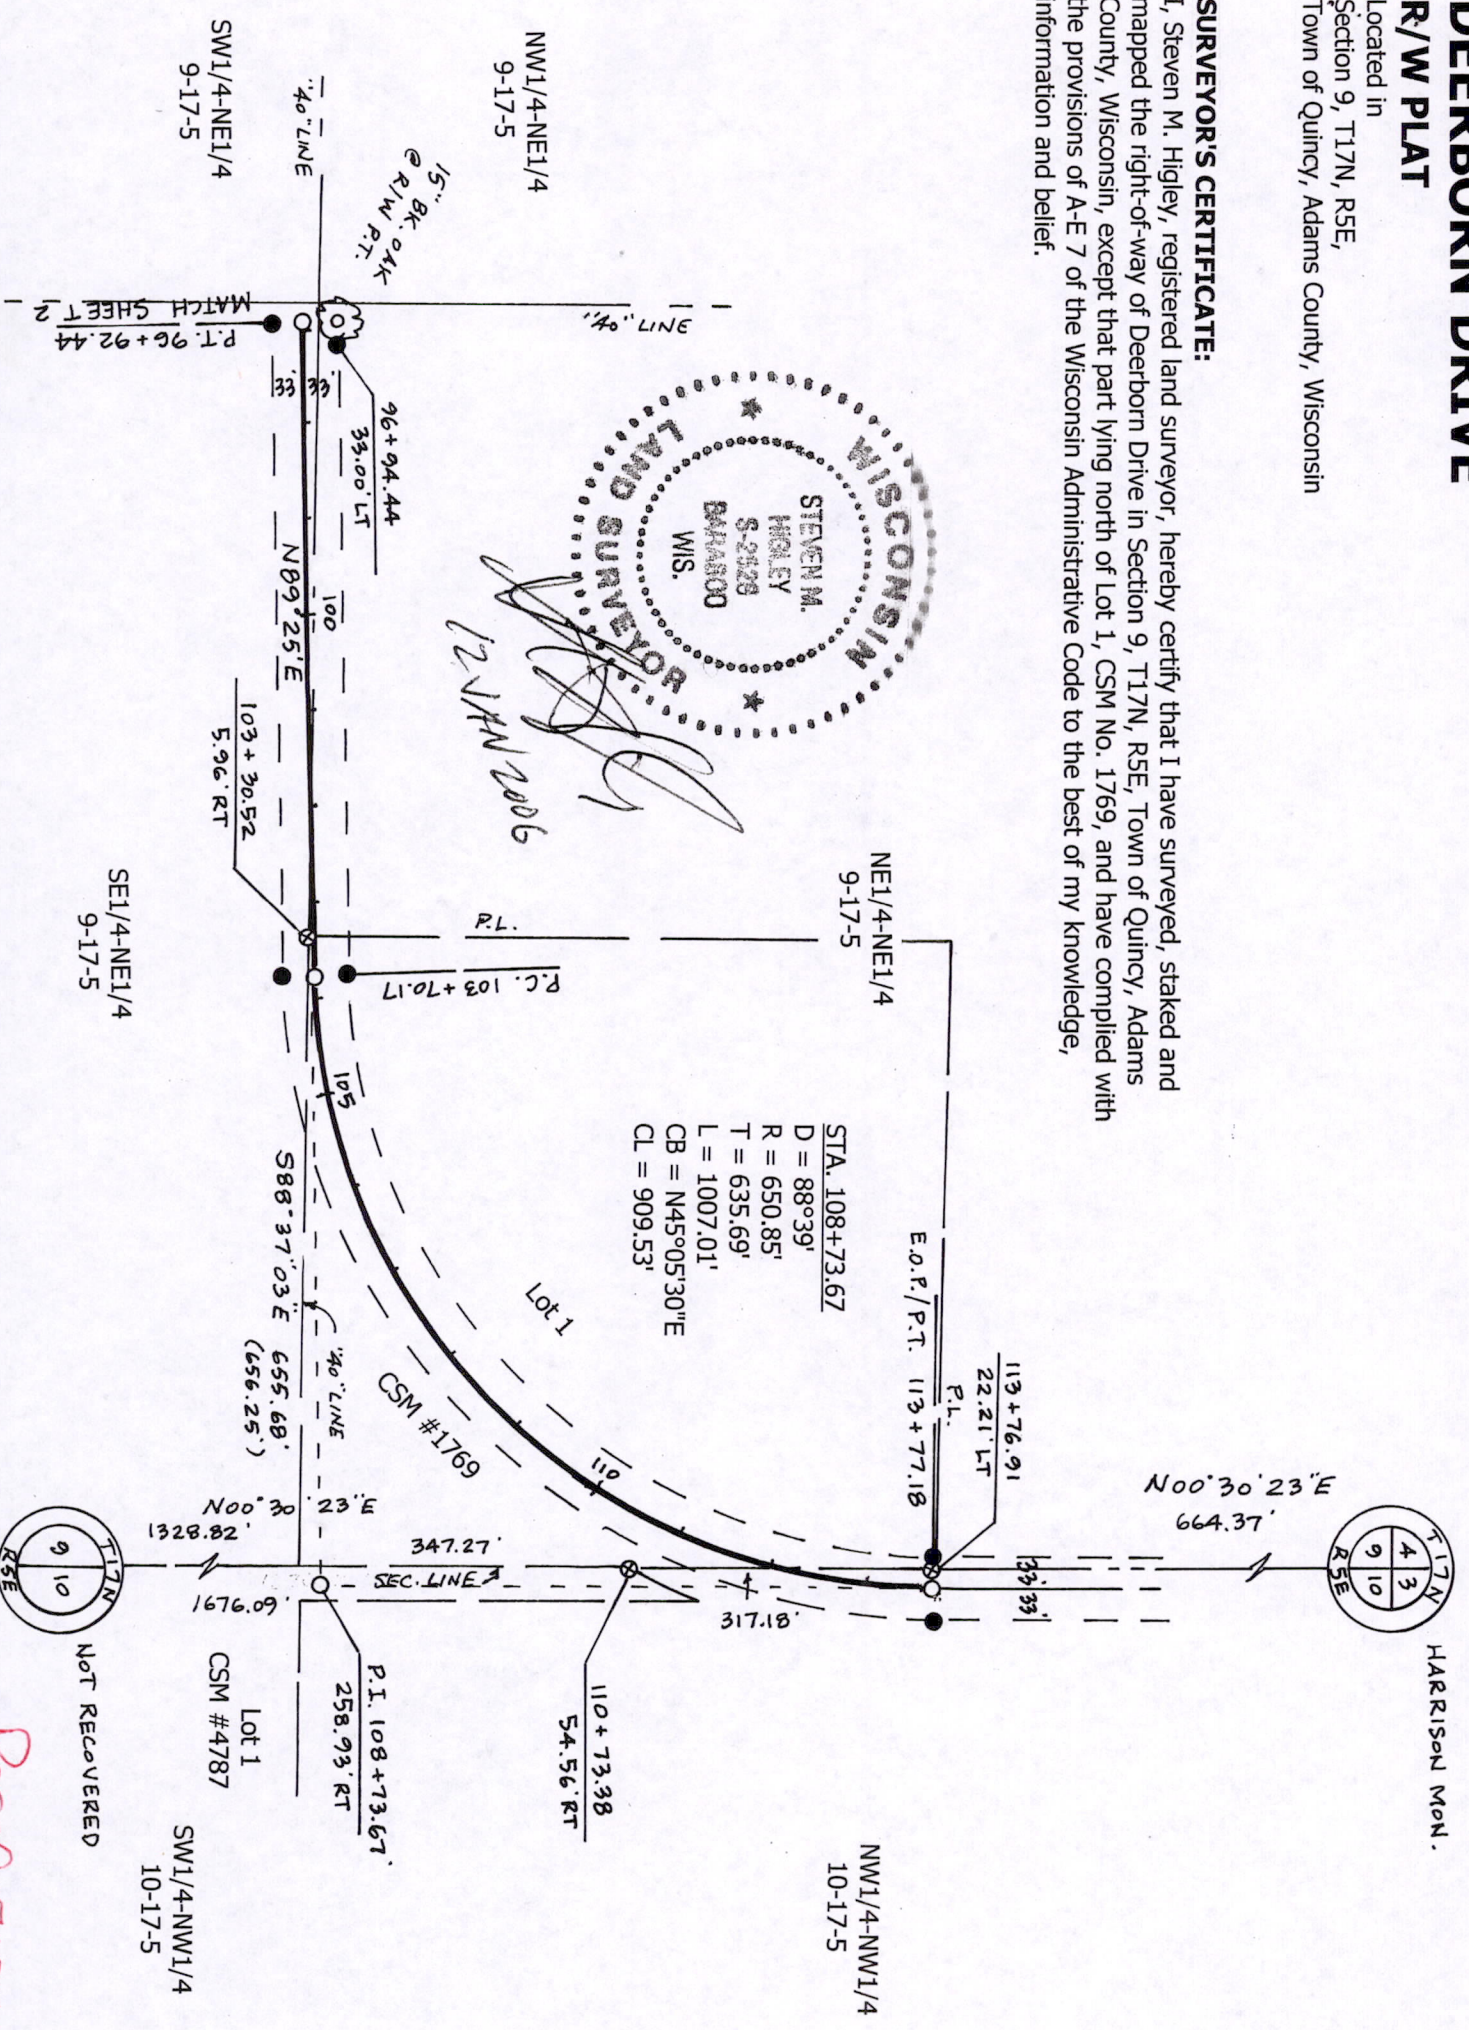 DEERBORN DRIVE
R/W PLAT
Located in
Section 9, T17N, R5E,
Town of Quincy, Adams County, Wisconsin
SURVEYOR'S CERTIFICATE:
I, Steven M. Higley, registered land surveyor, hereby certify that I have surveyed, staked and
mapped the right-of-way of Deerborn Drive in Section 9, T17N, R5E, Town of Quincy, Adams
County, Wisconsin, except that part lying north of Lot 1, CSM No. 1769, and have complied with
the provisions of A-E 7 of the Wisconsin Administrative Code to the best of my knowledge,
information and belief.
HARRISON MON.
T17N
4 3
9 10
R5E
N00°30'23"E
664.37'
113+76.91
22.21' LT
P.L.
E.O.P./P.T. 113+77.18
33' 33'
NE1/4-NE1/4
9-17-5
NW1/4-NW1/4
10-17-5
STA. 108+73.67
D = 88º39'
R = 650.85'
T = 635.69'
L = 1007.01'
CB = N45º05'30"E
CL = 909.53'
WISCONSIN
STEVEN M.
HIGLEY
S-2528
BARABOO
WIS.
LAND SURVEYOR
12 JAN 2006
NW1/4-NE1/4
9-17-5
"40" LINE
317.18'
110+73.38
54.56' RT
Lot 1
CSM #1769
110
P.L.
P.C. 103+70.17
15" BK. OAK
@ R/W P.T.
96+94.44
33.00' LT
347.27'
SEC. LINE
P.I. 108+73.67
258.93' RT
"40" LINE
33' 33'
100
105
"40" LINE
N89°25'E
S88°37'03"E 655.68'
(656.25')
N00°30'23"E
1328.82'
1676.09'
103+30.52
5.96' RT
P.T. 96+92.44
MATCH SHEET 2
SW1/4-NE1/4
9-17-5
SE1/4-NE1/4
9-17-5
Lot 1
CSM #4787
SW1/4-NW1/4
10-17-5
T17N
9 10
R5E
NOT RECOVERED